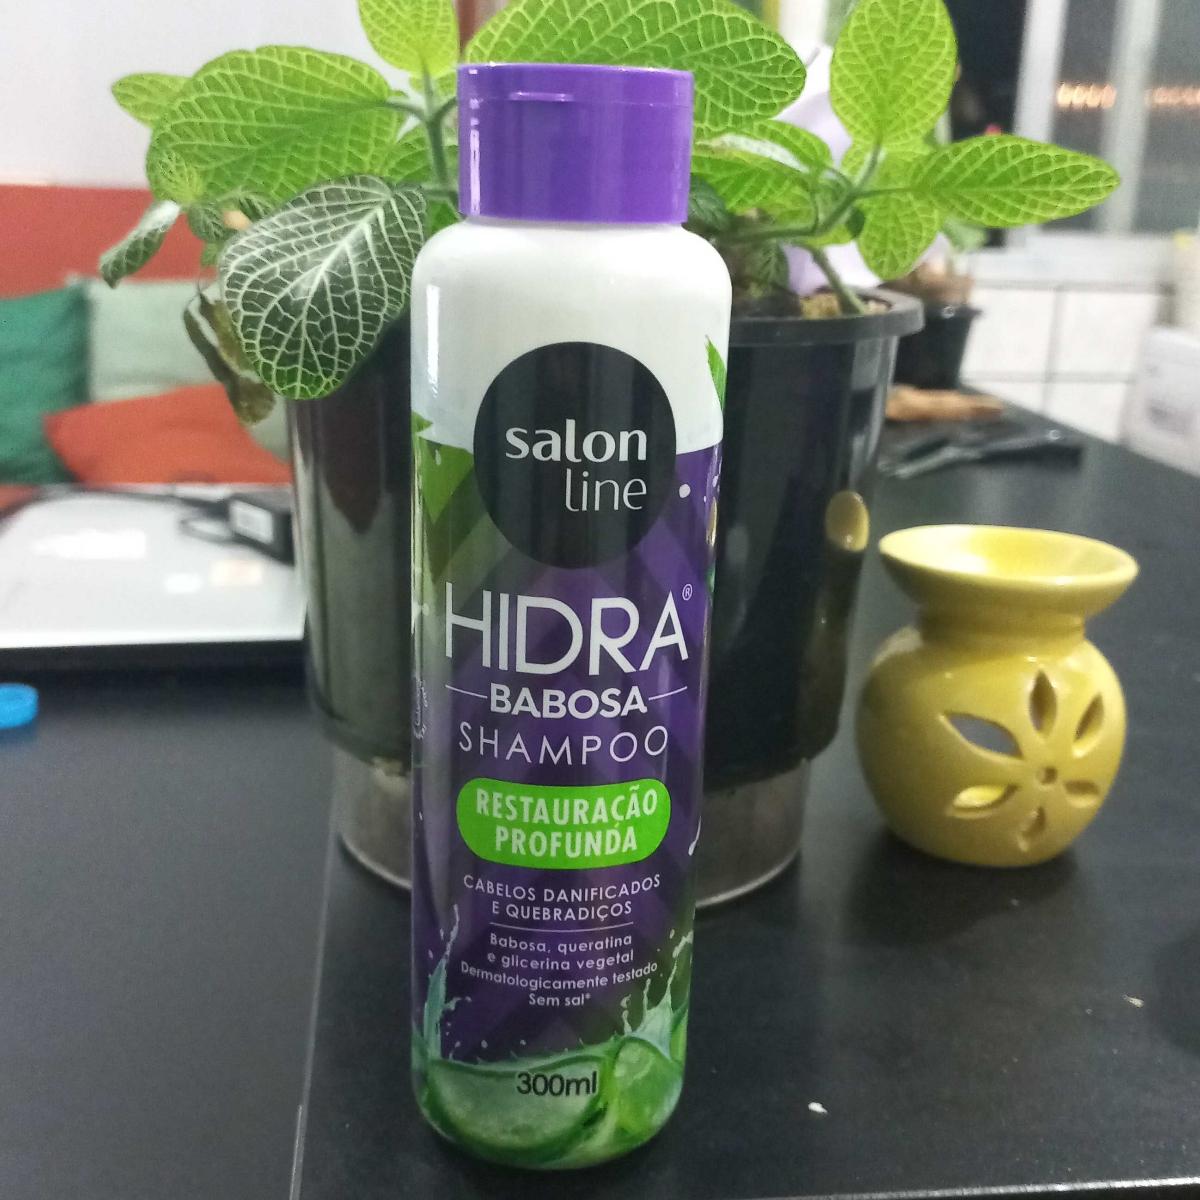 salon
line
HIDRA®
BABOSA
SHAMPOO
RESTAURAÇÃO
PROFUNDA
CABELOS DANIFICADOS
E QUEBRADIÇOS
Babosa, queratina
e glicerina vegetal
Dermatologicamente testado
Sem sal*
300ml